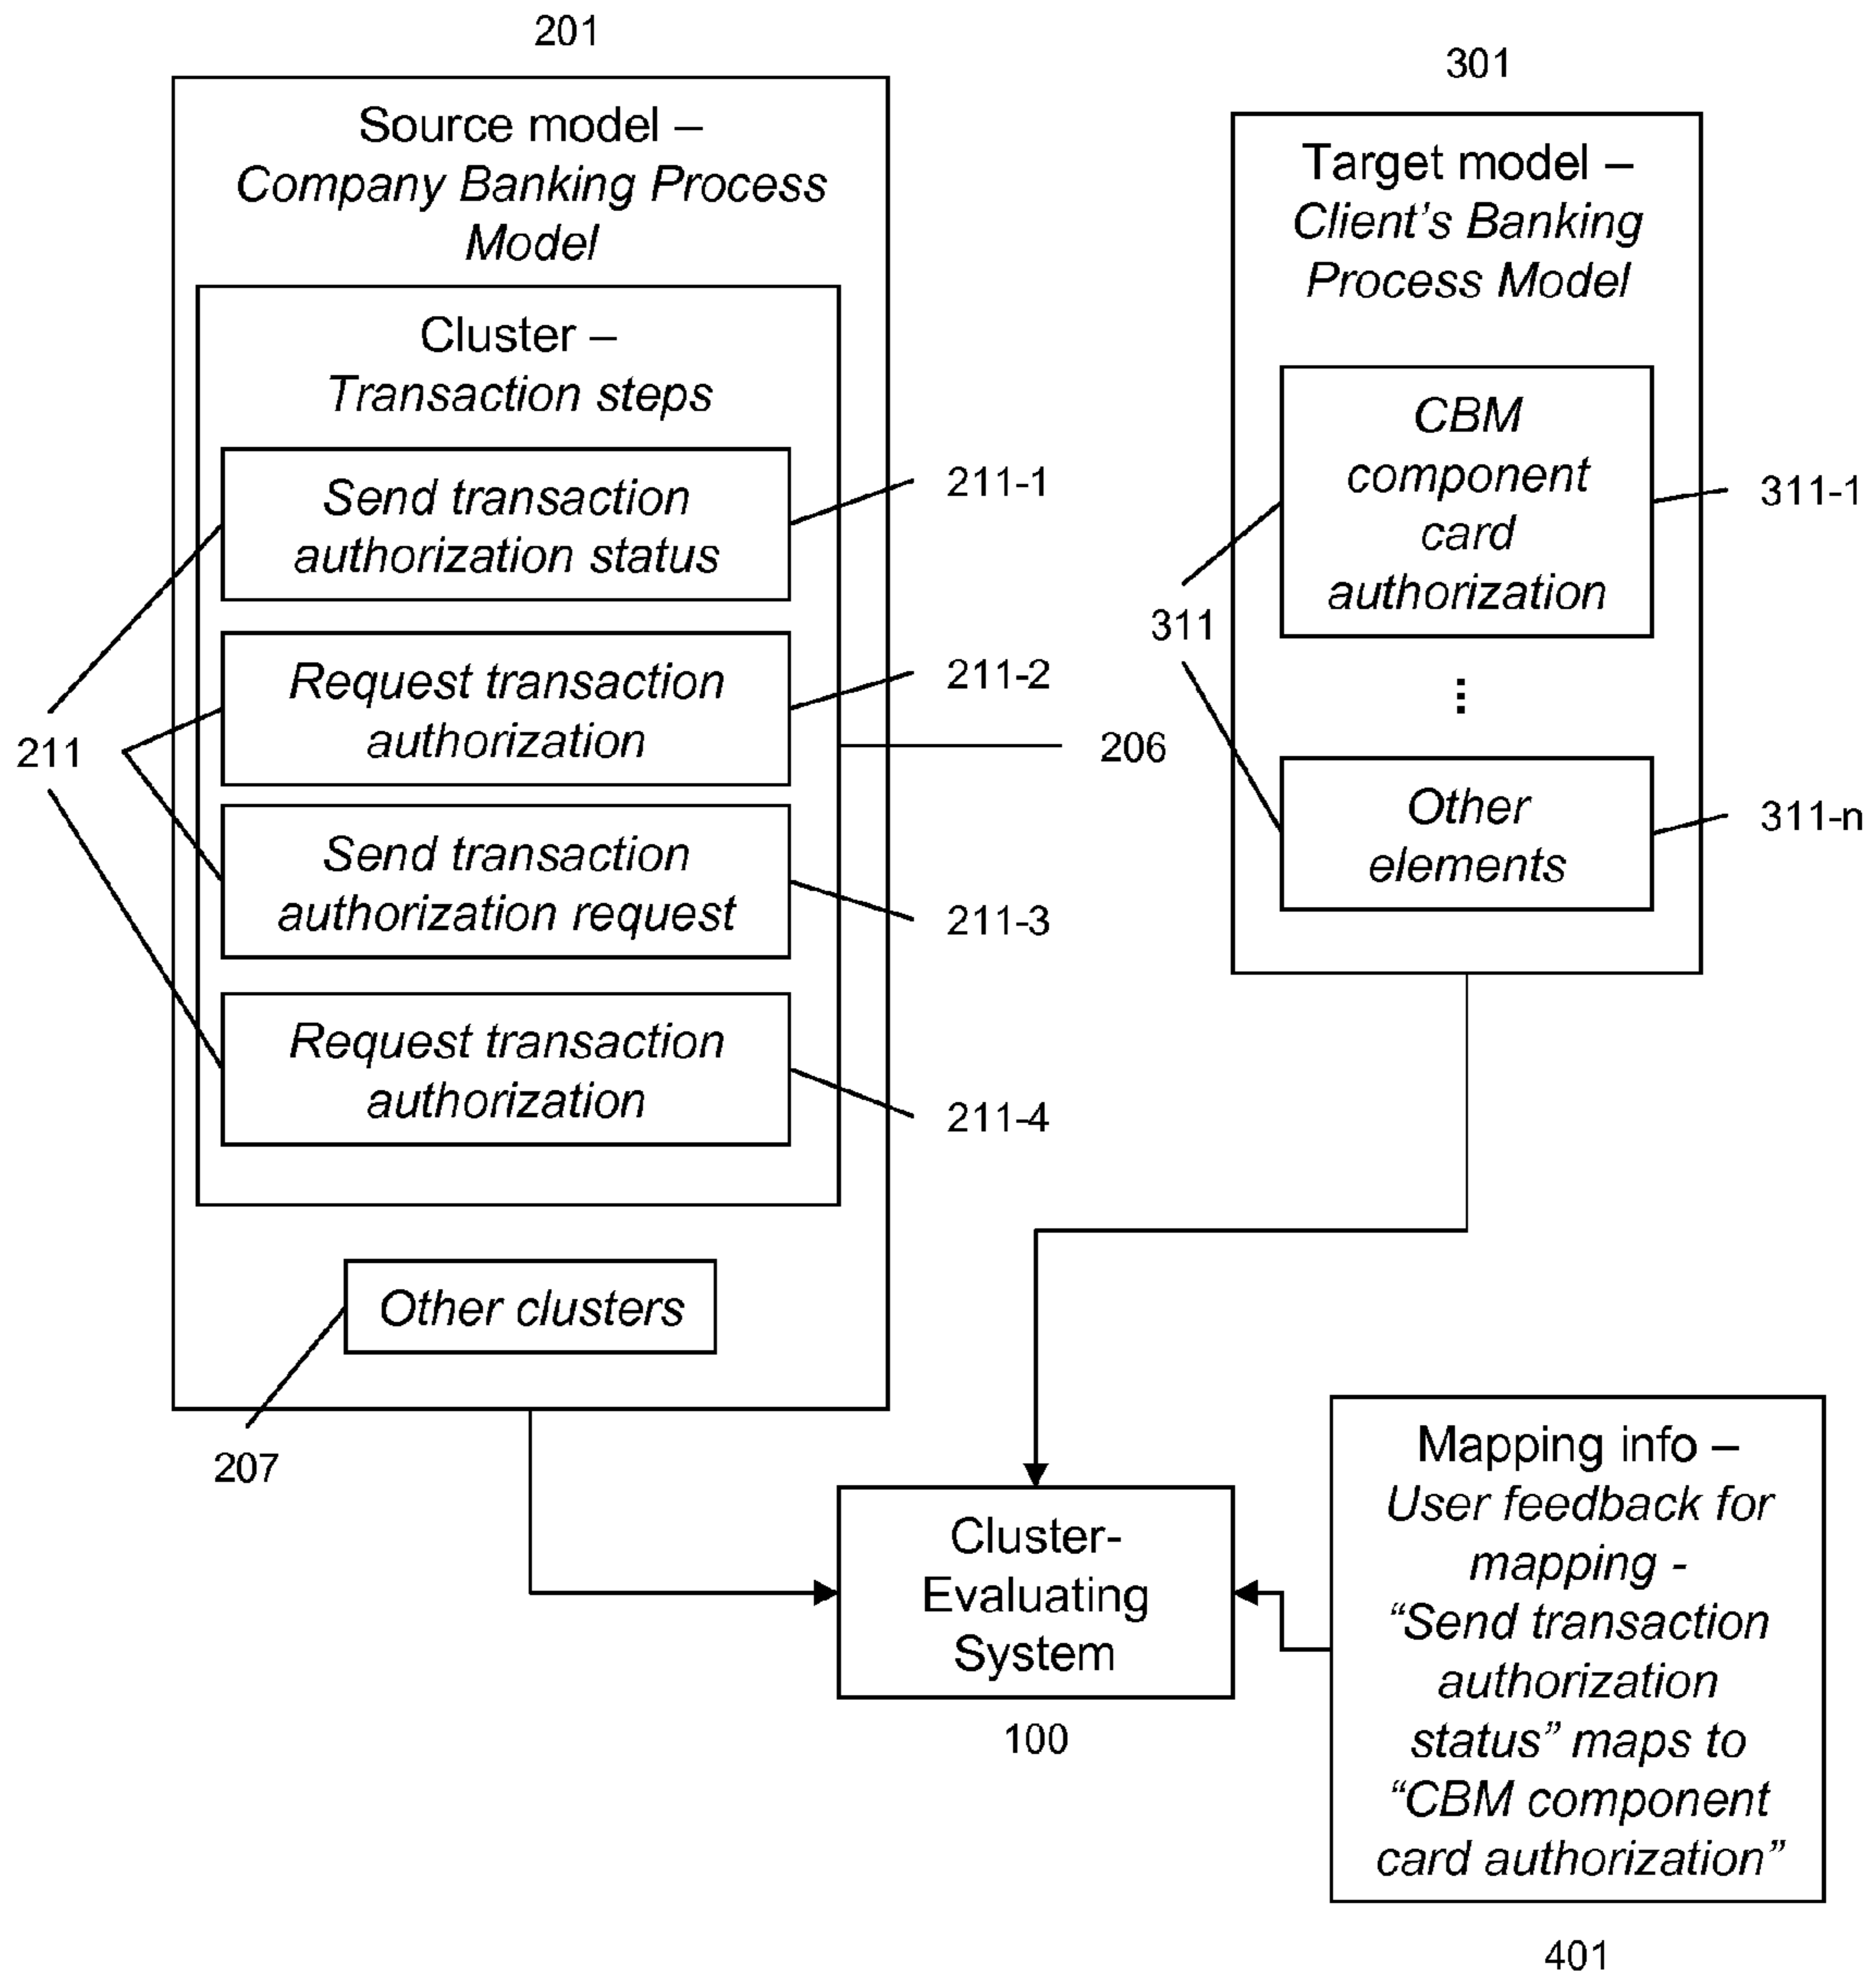 201
Source model –
Company Banking Process
Model
Cluster –
Transaction steps
Send transaction
authorization status
211-1
Request transaction
authorization
211-2
211
206
Send transaction
authorization request
211-3
Request transaction
authorization
211-4
Other clusters
207
301
Target model –
Client’s Banking
Process Model
CBM
component
card
authorization
311-1
311
...
Other
elements
311-n
Cluster-
Evaluating
System
100
Mapping info –
User feedback for
mapping -
“Send transaction
authorization
status” maps to
“CBM component
card authorization”
401